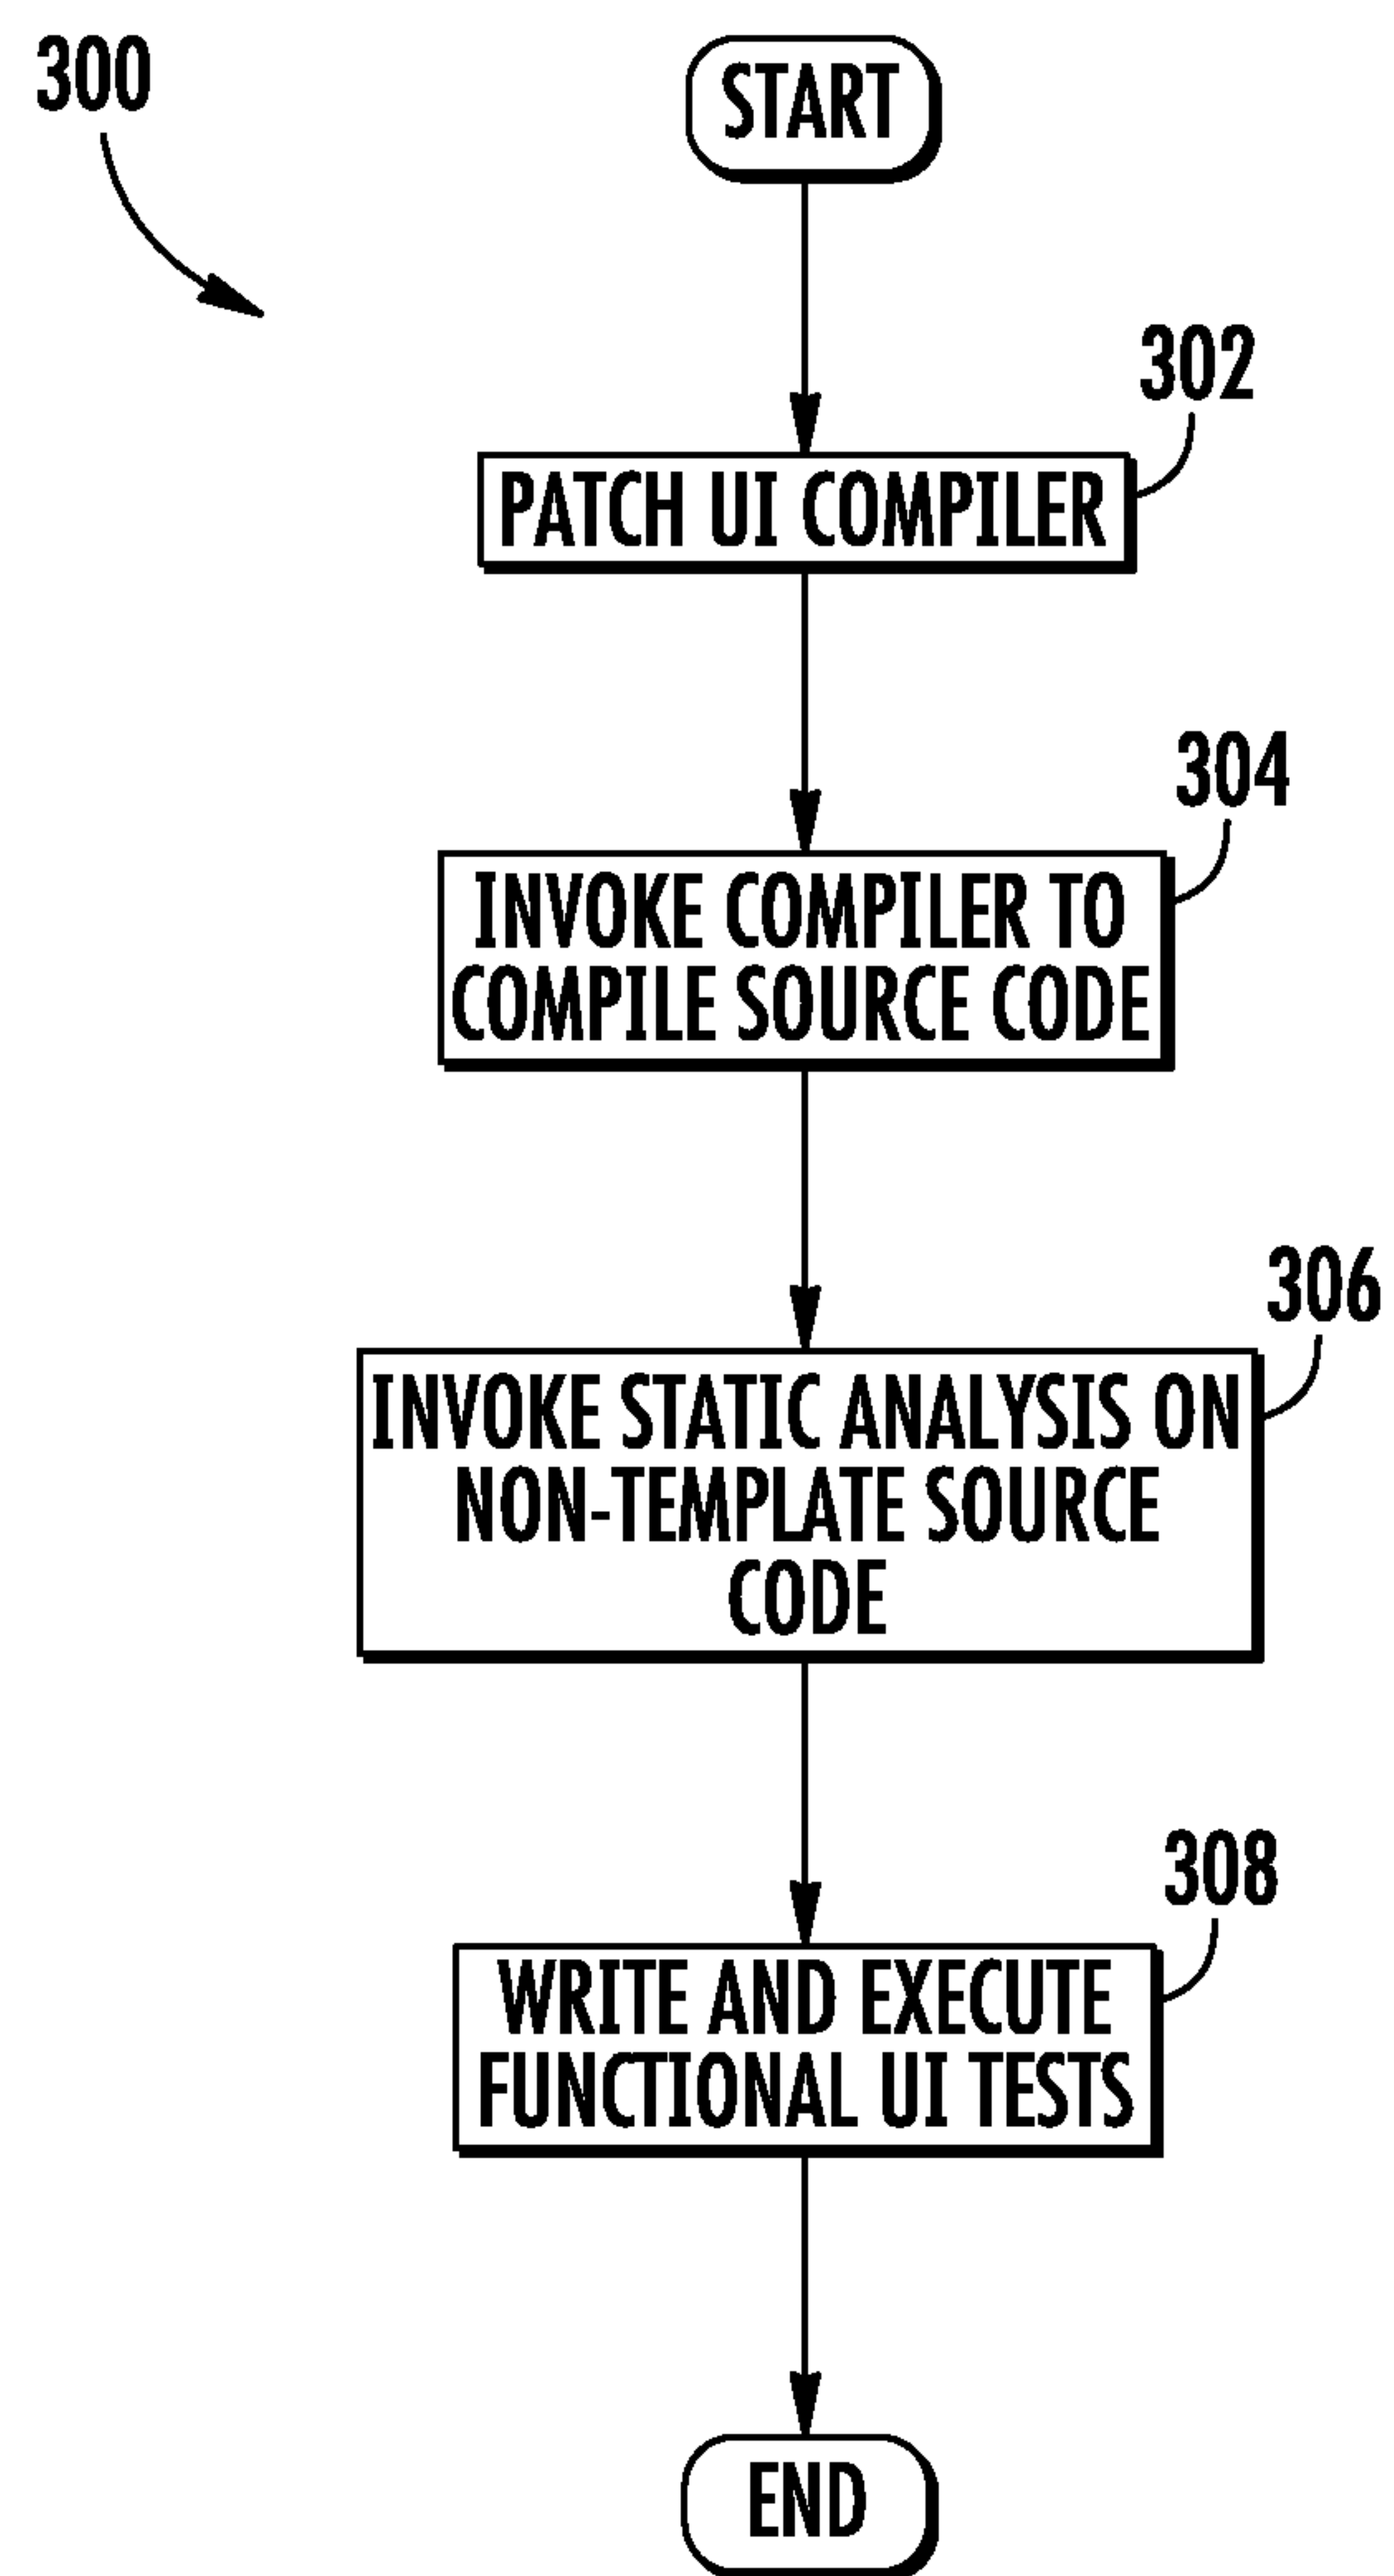 300
START
302
PATCH UI COMPILER
304
INVOKE COMPILER TO
COMPILE SOURCE CODE
306
INVOKE STATIC ANALYSIS ON
NON-TEMPLATE SOURCE
CODE
308
WRITE AND EXECUTE
FUNCTIONAL UI TESTS
END